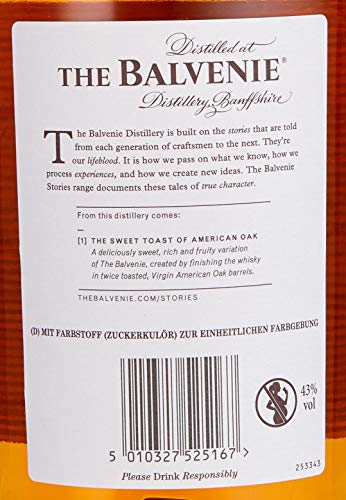 Distilled at
THE BALVENIE®
Distillery, Banffshire
The Balvenie Distillery is built on the stories that are told
from each generation of craftsmen to the next. They're
our lifeblood. It is how we pass on what we know, how we
process experiences, and how we create new ideas. The Balvenie
Stories range documents these tales of true character.
From this distillery comes:
—
[1] THE SWEET TOAST OF AMERICAN OAK
A deliciously sweet, rich and fruity variation
of The Balvenie, created by finishing the whisky
in twice toasted, Virgin American Oak barrels.
THEBALVENIE.COM/STORIES
(D) MIT FARBSTOFF (ZUCKERKULÖR) ZUR EINHEITLICHEN FARBGEBUNG
43%
vol
5 010327 525167 >
253343
Please Drink Responsibly